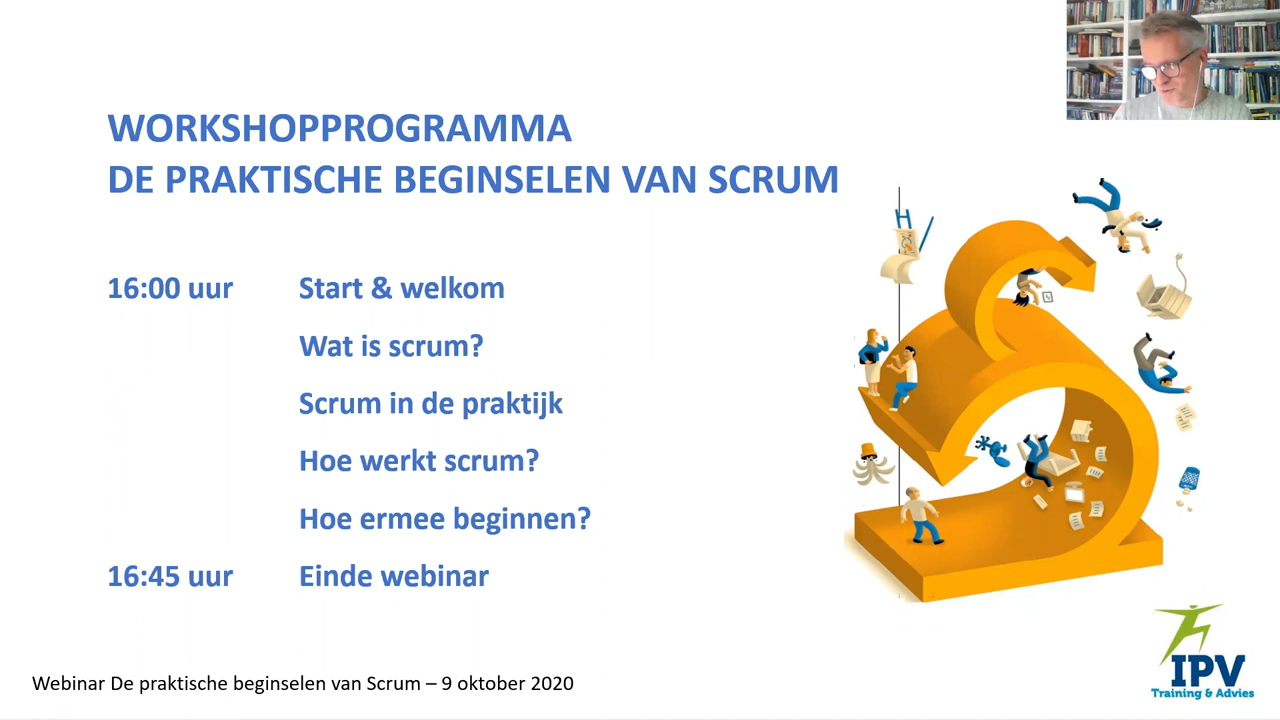 WORKSHOPPROGRAMMA
DE PRAKTISCHE BEGINSELEN VAN SCRUM
16:00 uur Start & welkom
Wat is scrum?
Scrum in de praktijk
Hoe werkt scrum?
Hoe ermee beginnen?
16:45 uur Einde webinar
Webinar De praktische beginselen van Scrum – 9 oktober 2020
IPV
Training & Advies